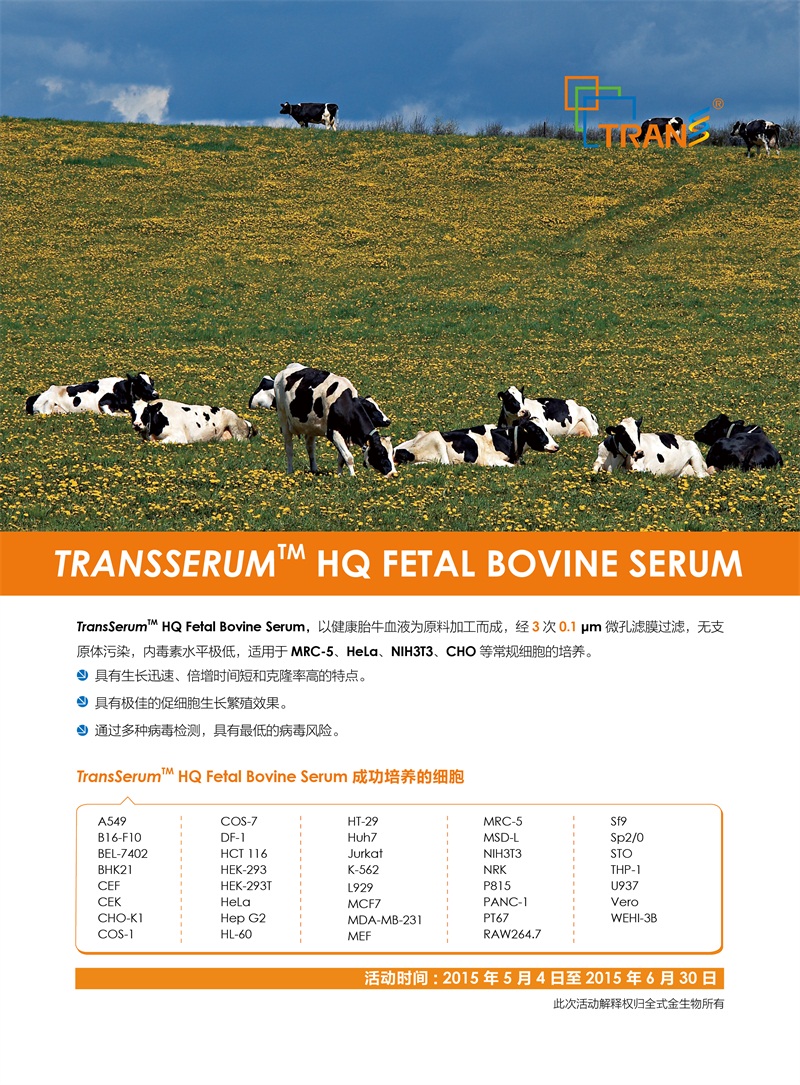 TRANS®
TRANSSERUM™ HQ FETAL BOVINE SERUM
TransSerum™ HQ Fetal Bovine Serum，以健康胎牛血液为原料加工而成，经 3 次 0.1 μm 微孔滤膜过滤，无支
原体污染，内毒素水平极低，适用于 MRC-5、HeLa、NIH3T3、CHO 等常规细胞的培养。
具有生长迅速、倍增时间短和克隆率高的特点。
具有极佳的促细胞生长繁殖效果。
通过多种病毒检测，具有最低的病毒风险。
TransSerum™ HQ Fetal Bovine Serum 成功培养的细胞
A549
B16-F10
BEL-7402
BHK21
CEF
CEK
CHO-K1
COS-1
COS-7
DF-1
HCT 116
HEK-293
HEK-293T
HeLa
Hep G2
HL-60
HT-29
Huh7
Jurkat
K-562
L929
MCF7
MDA-MB-231
MEF
MRC-5
MSD-L
NIH3T3
NRK
P815
PANC-1
PT67
RAW264.7
Sf9
Sp2/0
STO
THP-1
U937
Vero
WEHI-3B
活动时间：2015 年 5 月 4 日至 2015 年 6 月 30 日
此次活动解释权归全式金生物所有